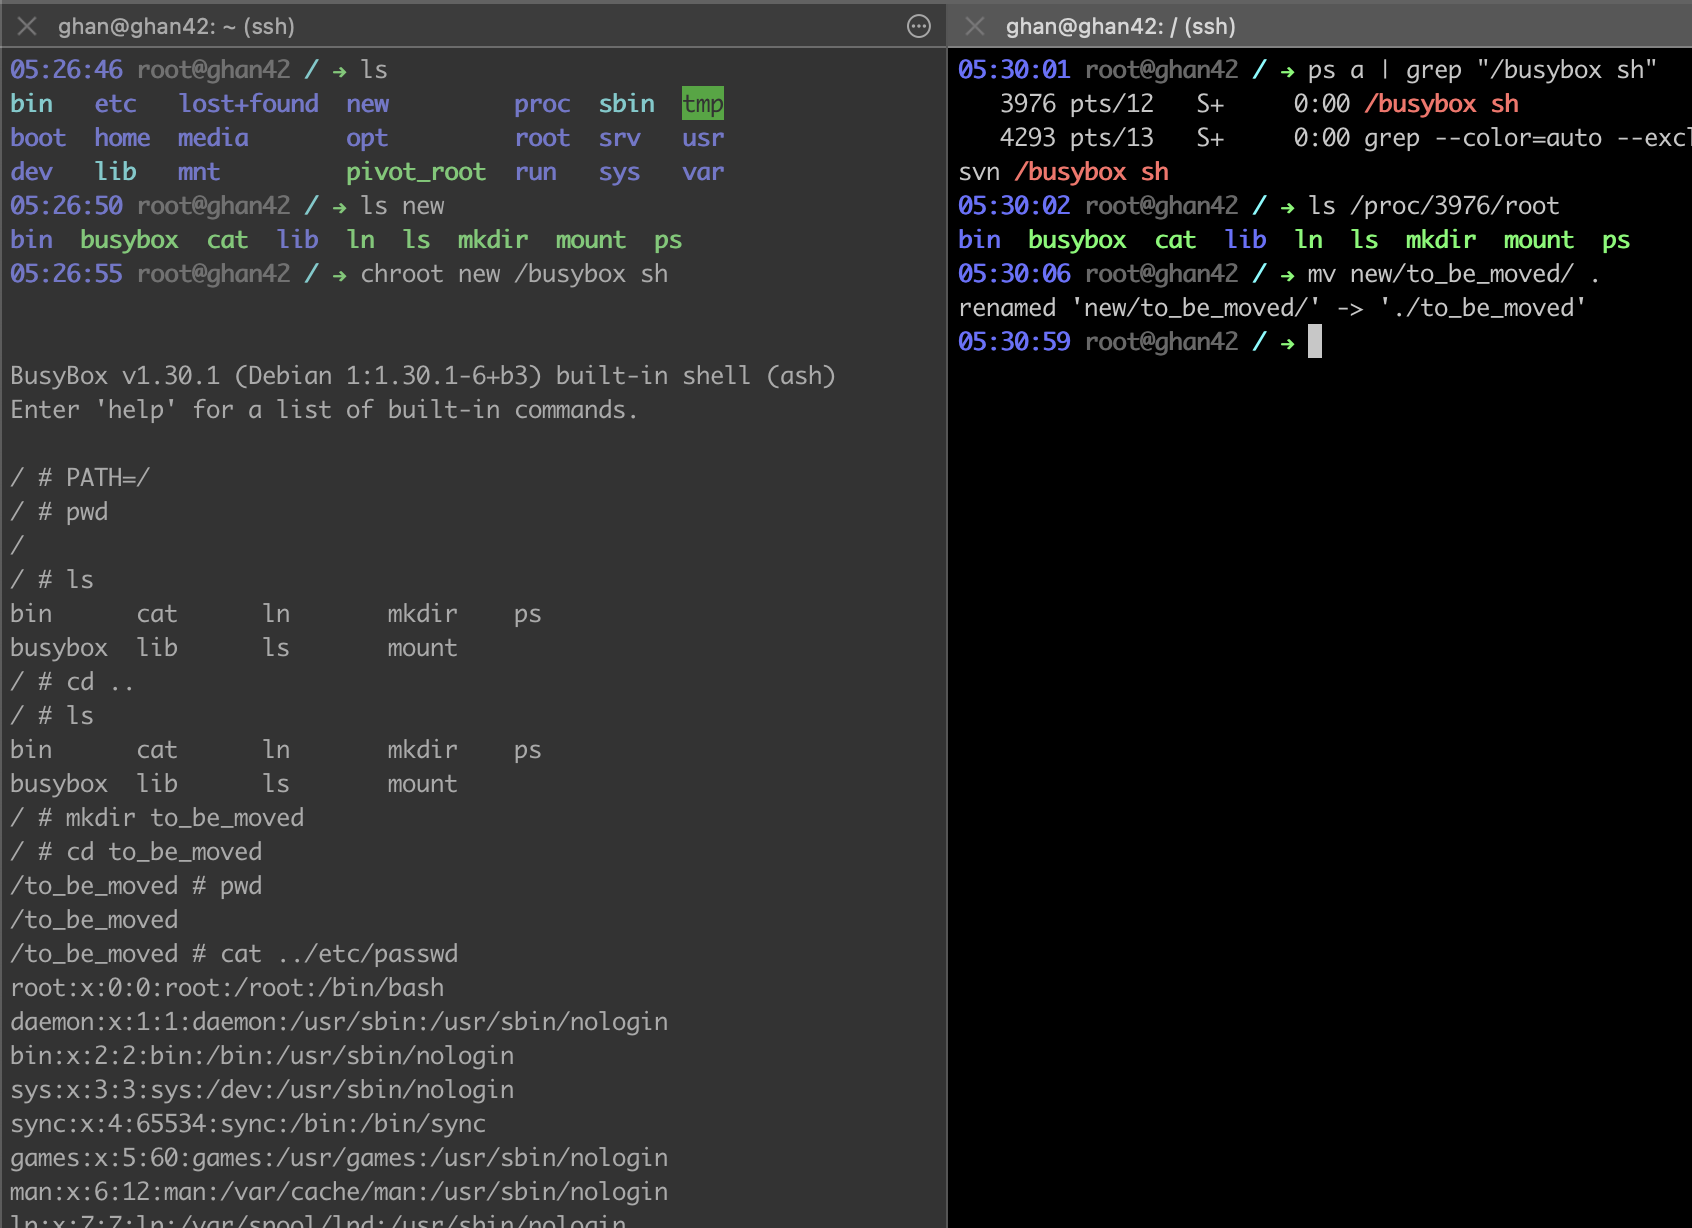 ghan@ghan42: ~ (ssh)
05:26:46 root@ghan42 / → ls
bin   etc   lost+found  new         proc  sbin  tmp
boot  home  media       opt         root  srv   usr
dev   lib   mnt         pivot_root  run   sys   var
05:26:50 root@ghan42 / → ls new
bin  busybox  cat  lib  ln  ls  mkdir  mount  ps
05:26:55 root@ghan42 / → chroot new /busybox sh
BusyBox v1.30.1 (Debian 1:1.30.1-6+b3) built-in shell (ash)
Enter 'help' for a list of built-in commands.
/ # PATH=/
/ # pwd
/
/ # ls
bin      cat      ln       mkdir    ps
busybox  lib      ls       mount
/ # cd ..
/ # ls
bin      cat      ln       mkdir    ps
busybox  lib      ls       mount
/ # mkdir to_be_moved
/ # cd to_be_moved
/to_be_moved # pwd
/to_be_moved
/to_be_moved # cat ../etc/passwd
root:x:0:0:root:/root:/bin/bash
daemon:x:1:1:daemon:/usr/sbin:/usr/sbin/nologin
bin:x:2:2:bin:/bin:/usr/sbin/nologin
sys:x:3:3:sys:/dev:/usr/sbin/nologin
sync:x:4:65534:sync:/bin:/bin/sync
games:x:5:60:games:/usr/games:/usr/sbin/nologin
man:x:6:12:man:/var/cache/man:/usr/sbin/nologin
lp:x:7:7:lp:/var/spool/lpd:/usr/sbin/nologin
ghan@ghan42: / (ssh)
05:30:01 root@ghan42 / → ps a | grep "/busybox sh"
   3976 pts/12   S+     0:00 /busybox sh
   4293 pts/13   S+     0:00 grep --color=auto --excl
svn /busybox sh
05:30:02 root@ghan42 / → ls /proc/3976/root
bin  busybox  cat  lib  ln  ls  mkdir  mount  ps
05:30:06 root@ghan42 / → mv new/to_be_moved/ .
renamed 'new/to_be_moved/' -> './to_be_moved'
05:30:59 root@ghan42 / →